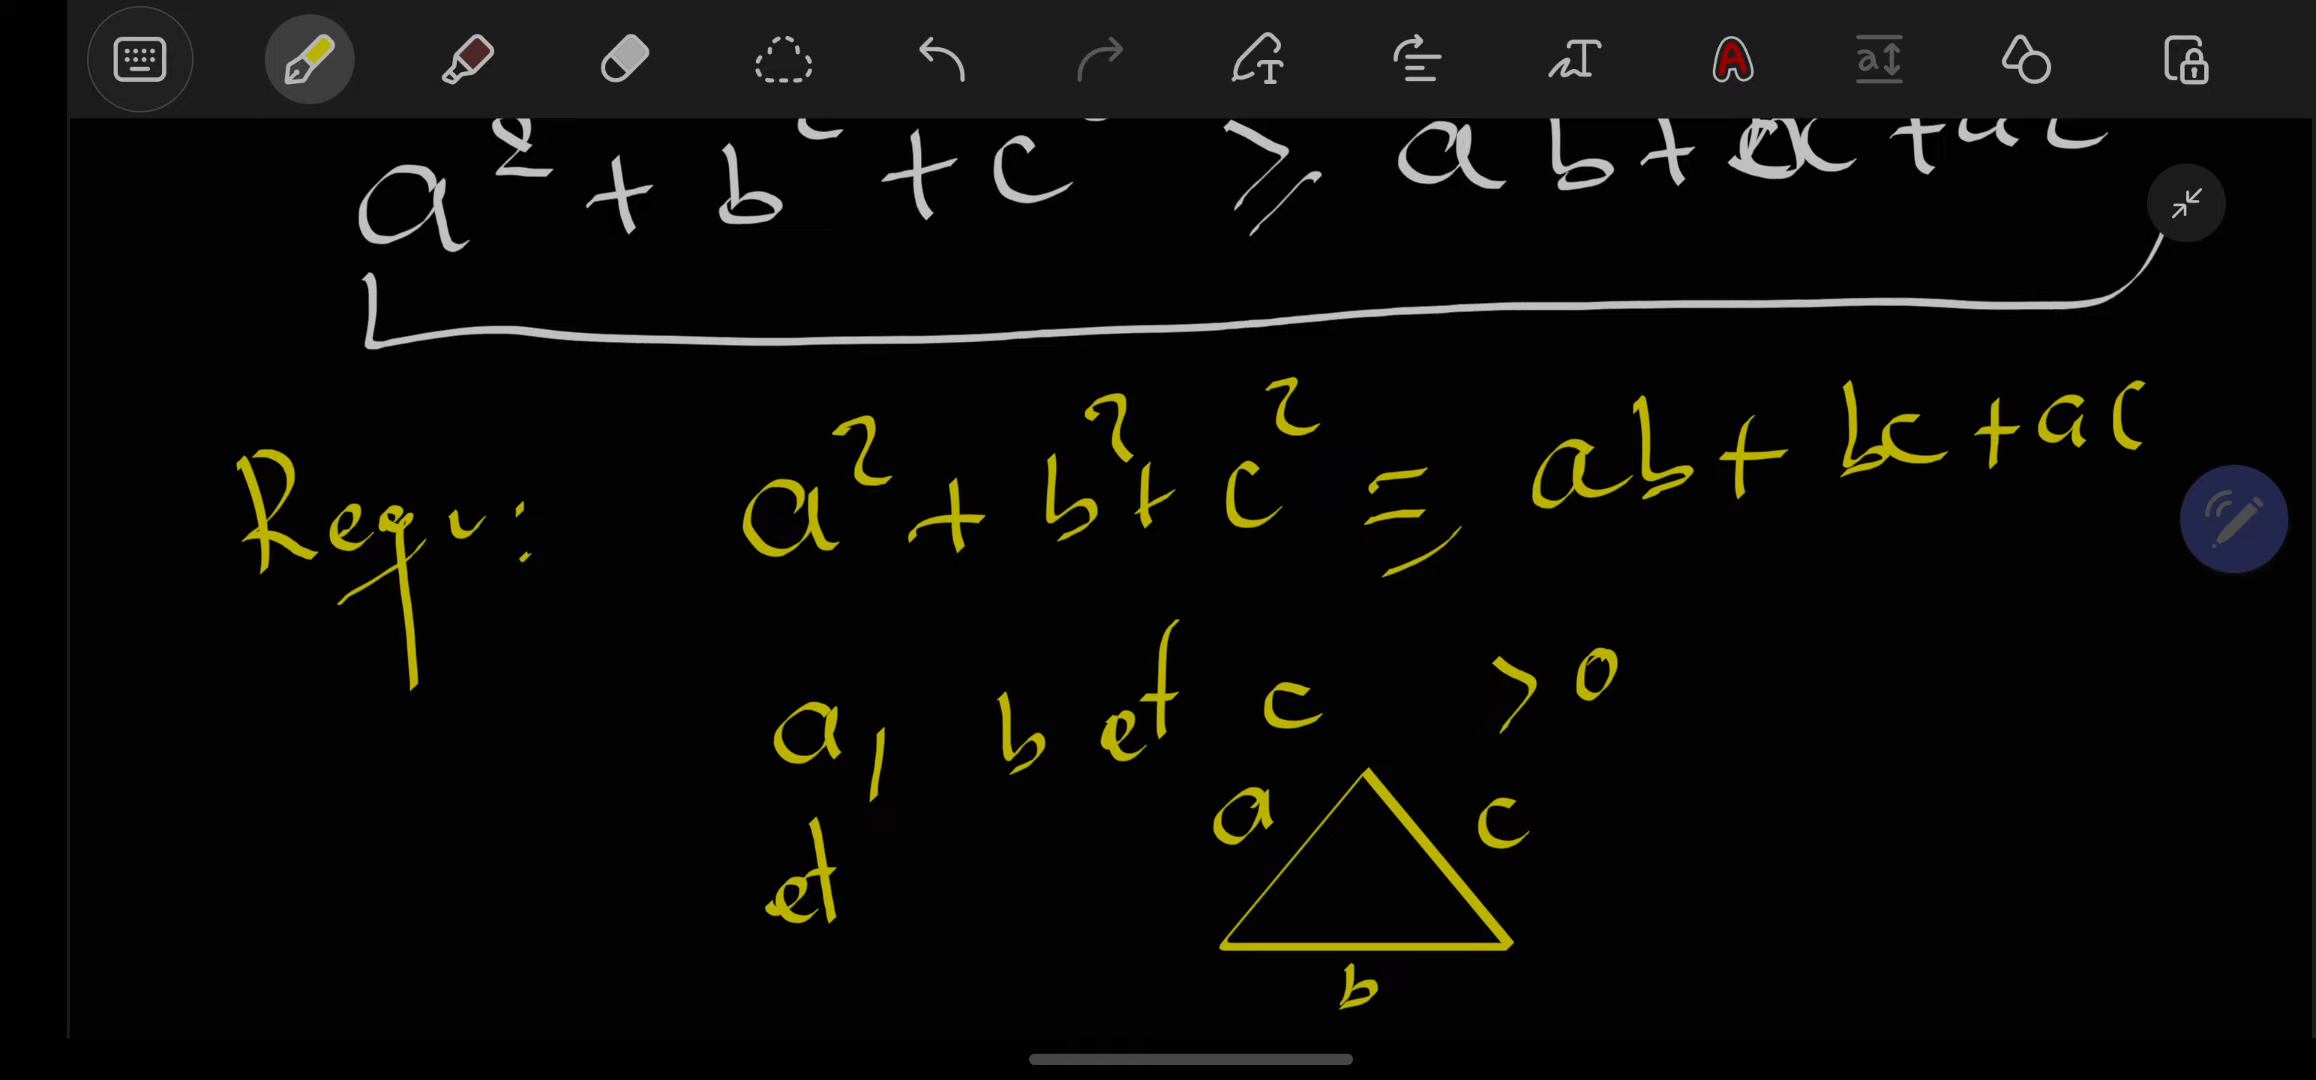 a² + b² + c² ≥ ab + bc + ac
Requ : a² + b² + c² = ab + bc + ac
a, b et c > 0
a c
et
b